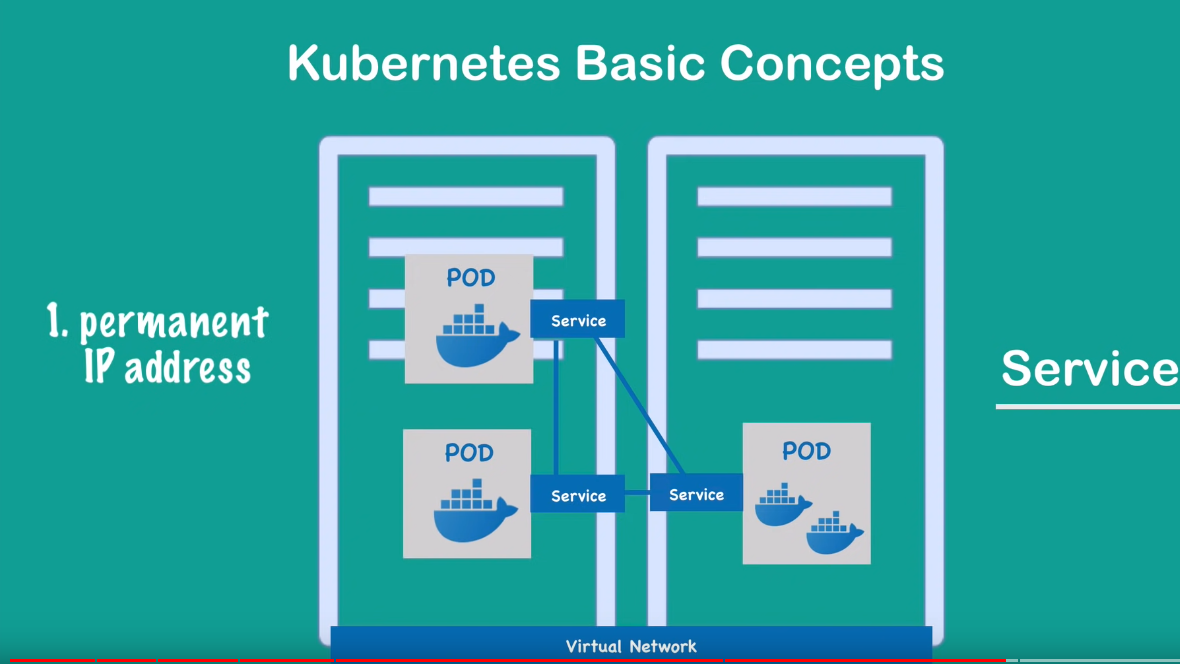 Kubernetes Basic Concepts
1. permanent
IP address
POD
Service
POD
Service
Service
POD
Service
Virtual Network